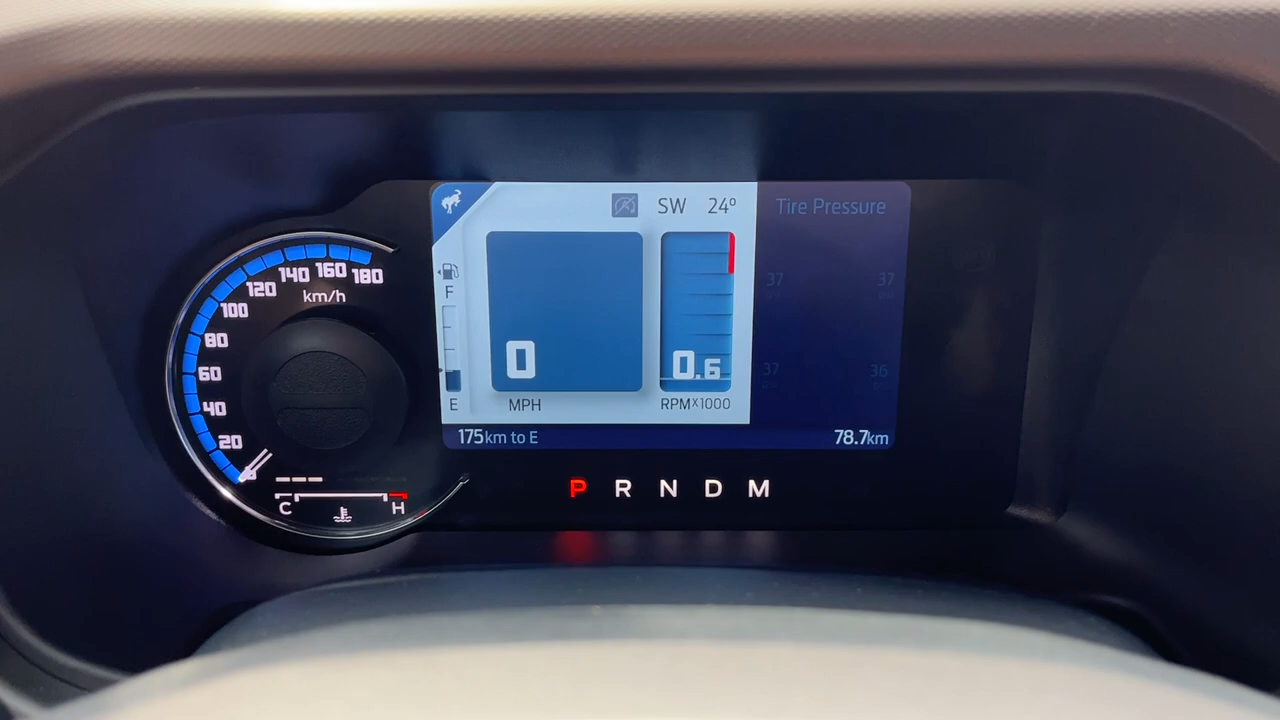 SW 24°
Tire Pressure
140 160 180
120
km/h
100
80
60
40
20
0
C H
F
E
0
MPH
0.6
RPMX1000
37 37
37 36
175km to E
78.7km
P R N D M